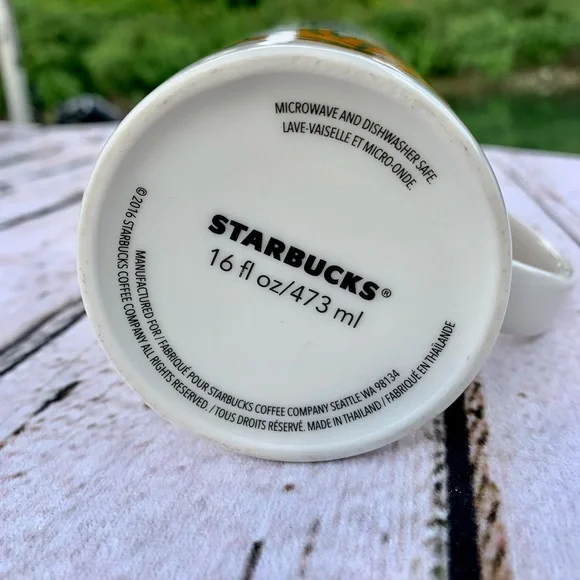 MICROWAVE AND DISHWASHER SAFE.
LAVE-VAISELLE ET MICRO-ONDE.
STARBUCKS®
16 fl oz/473 ml
©2016 STARBUCKS COFFEE COMPANY ALL RIGHTS RESERVED. / TOUS DROITS RÉSERVÉ. MADE IN THAILAND / FABRIQUÉ EN THAÏLANDE
MANUFACTURED FOR / FABRIQUÉ POUR STARBUCKS COFFEE COMPANY SEATTLE WA 98134